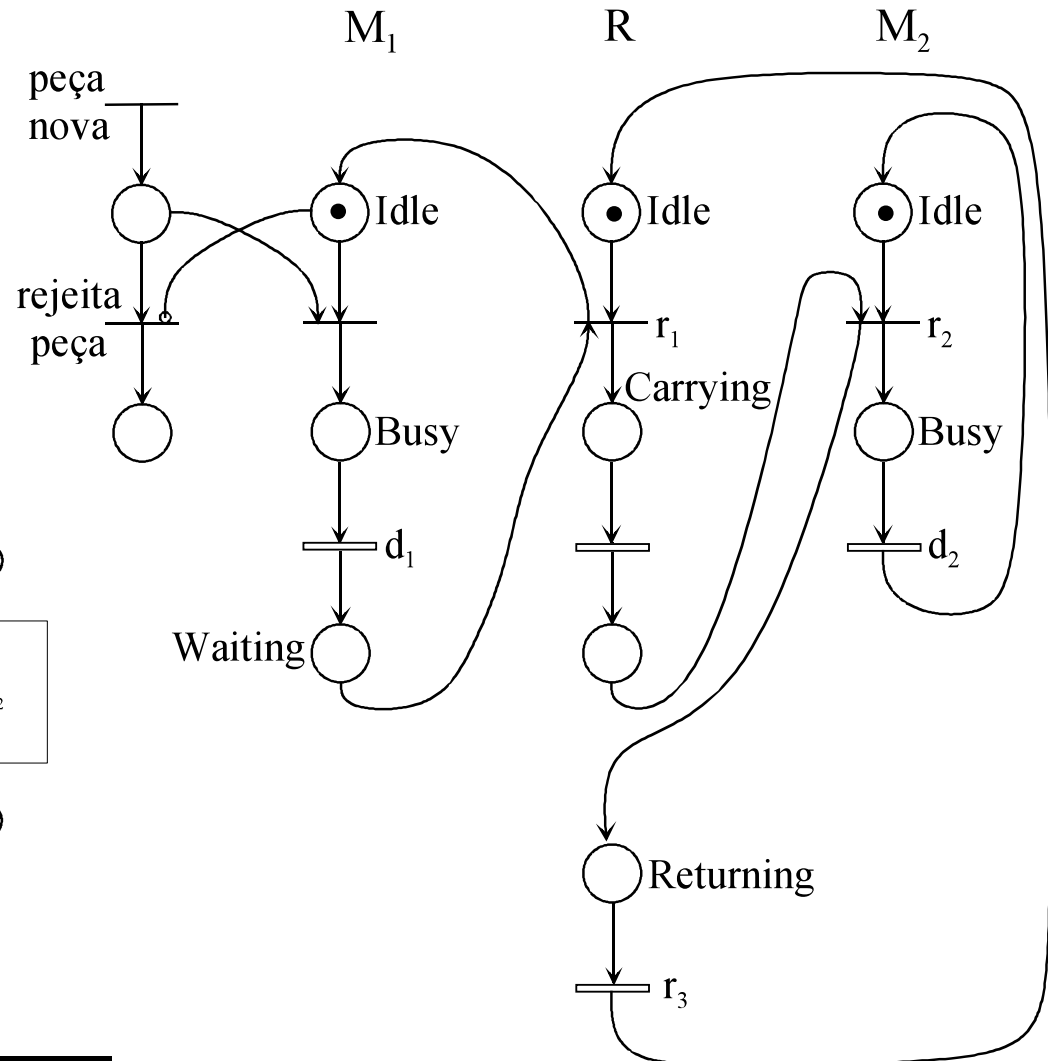 M₁ R M₂
peça
nova
Idle Idle Idle
rejeita
peça
r₁ r₂
Carrying
Busy Busy
d₁ d₂
Waiting
₂
Returning
r₃